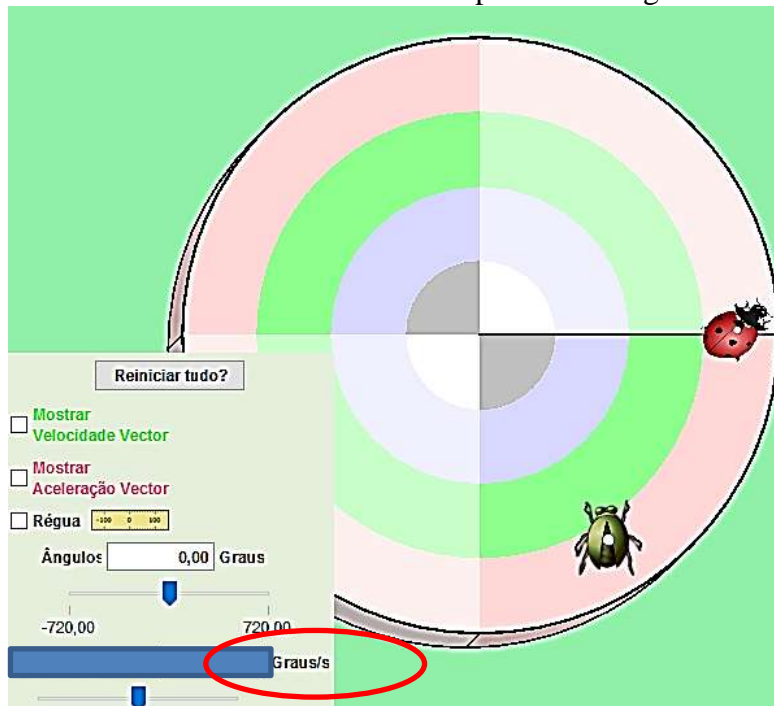 Reiniciar tudo?
Mostrar
Velocidade Vector
Mostrar
Aceleração Vector
Régua -100 0 100
Ângulos 0,00 Graus
-720,00 720,00
Graus/s